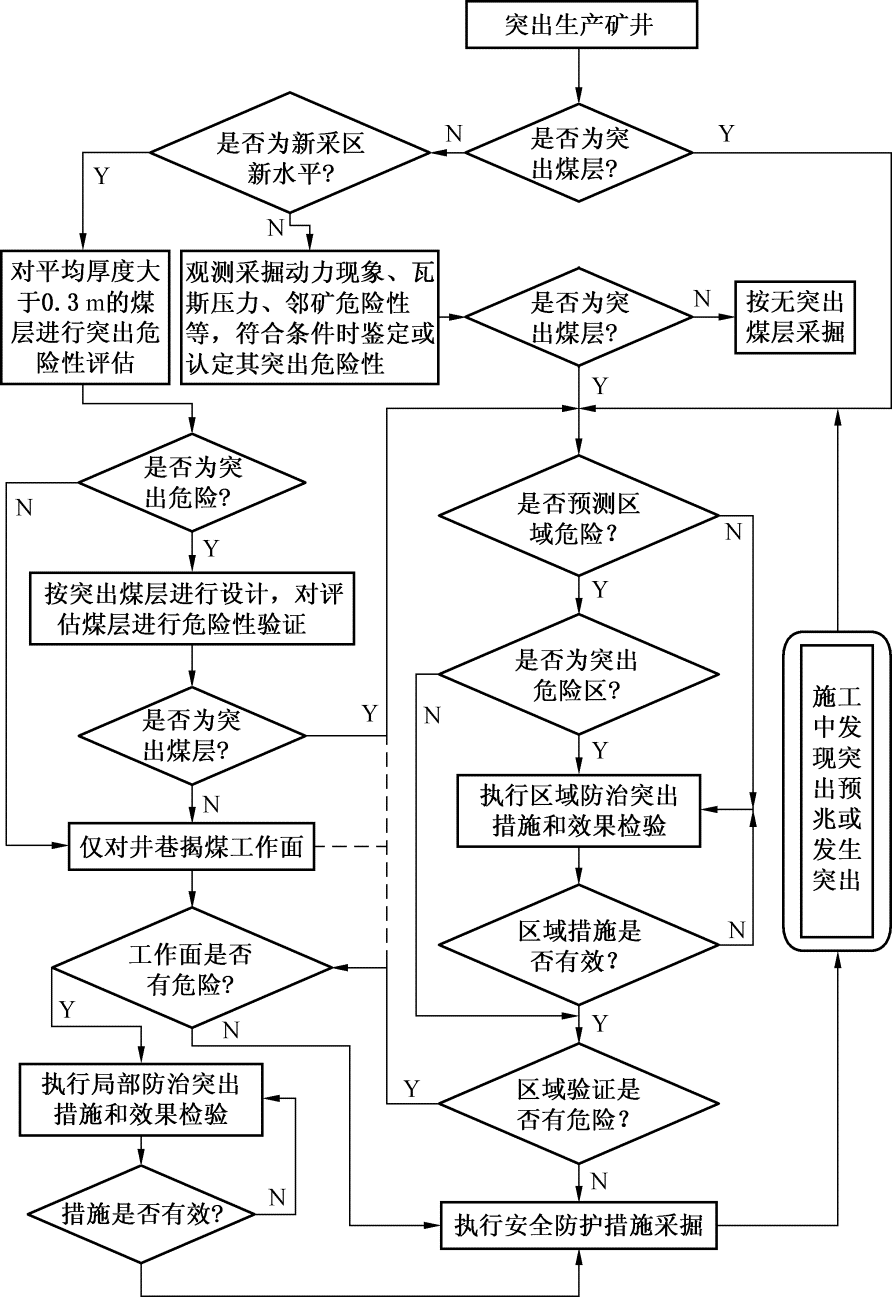 突出生产矿井
是否为突
出煤层?
N
Y
是否为新采区
新水平?
Y
N
对平均厚度大
于0.3 m的煤
层进行突出危
险性评估
观测采掘动力现象、瓦
斯压力、邻矿危险性
等，符合条件时鉴定或
认定其突出危险性
是否为突
出煤层?
N
按无突出
煤层采掘
Y
是否为突
出危险?
N
Y
是否预测区
域危险?
N
Y
按突出煤层进行设计，对评
估煤层进行危险性验证
是否为突出
危险区?
N
Y
施工
中发
现突
出预
兆或
发生
突出
是否为突
出煤层?
Y
N
执行区域防治突出
措施和效果检验
仅对井巷揭煤工作面
区域措施是
否有效?
N
Y
工作面是否
有危险?
Y
N
执行局部防治突出
措施和效果检验
区域验证是
否有危险?
Y
N
措施是否有效?
N
执行安全防护措施采掘